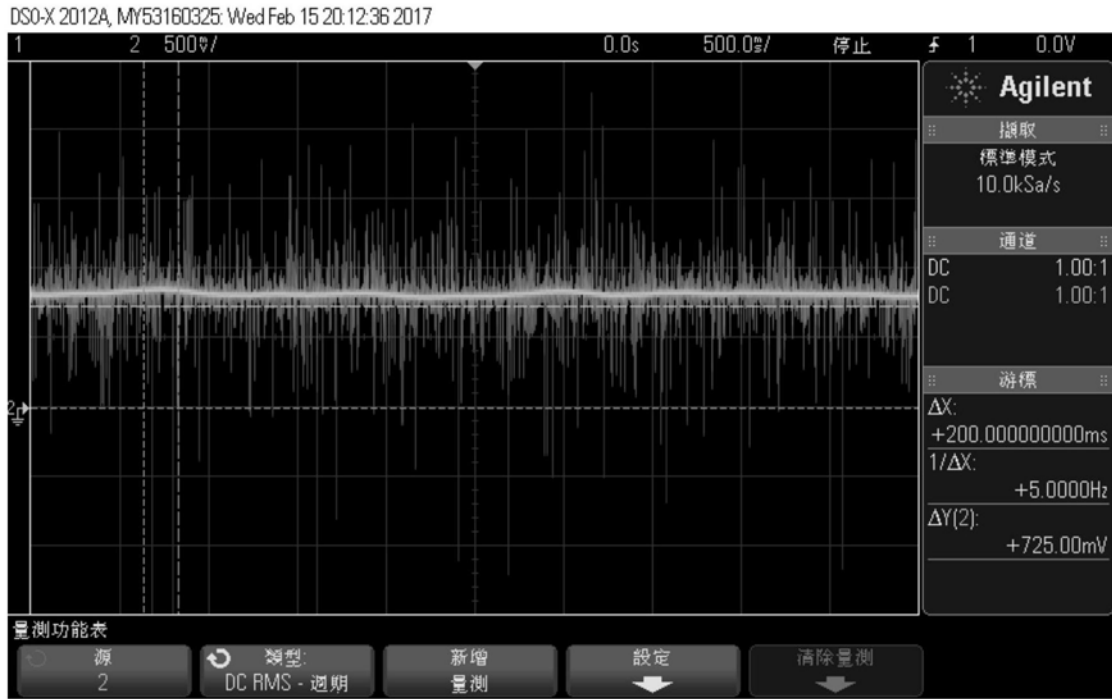 DSO-X 2012A, MY53160325: Wed Feb 15 20:12:36 2017
1 2 500mV/ 0.0s 500.0ms/ 停止 1 0.0V
Agilent
擷取
標準模式
10.0kSa/s
通道
DC 1.00:1
DC 1.00:1
游標
ΔX:
+200.000000000ms
1/ΔX:
+5.0000Hz
ΔY(2):
+725.00mV
2
量測功能表
源
2
類型:
DC RMS - 週期
新增
量測
設定
清除量測